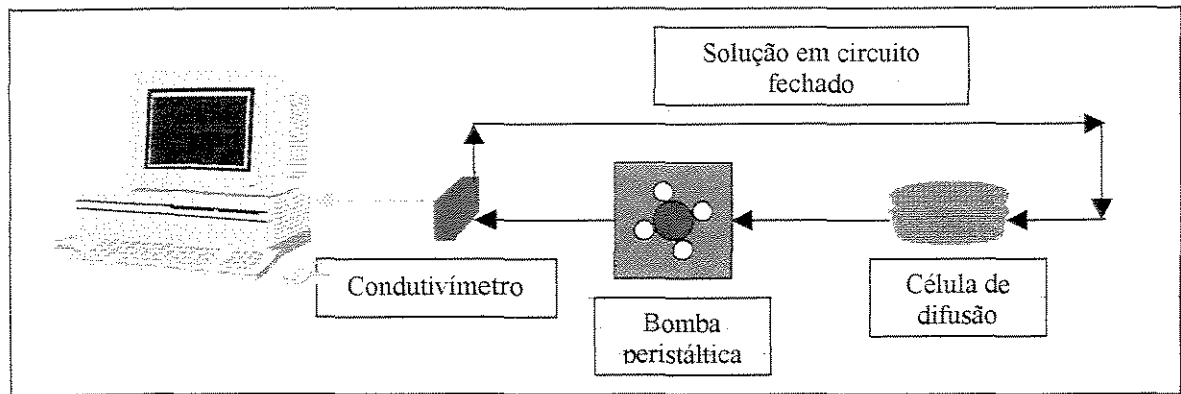 Solução em circuito
fechado
Condutivímetro
Bomba
peristáltica
Célula de
difusão